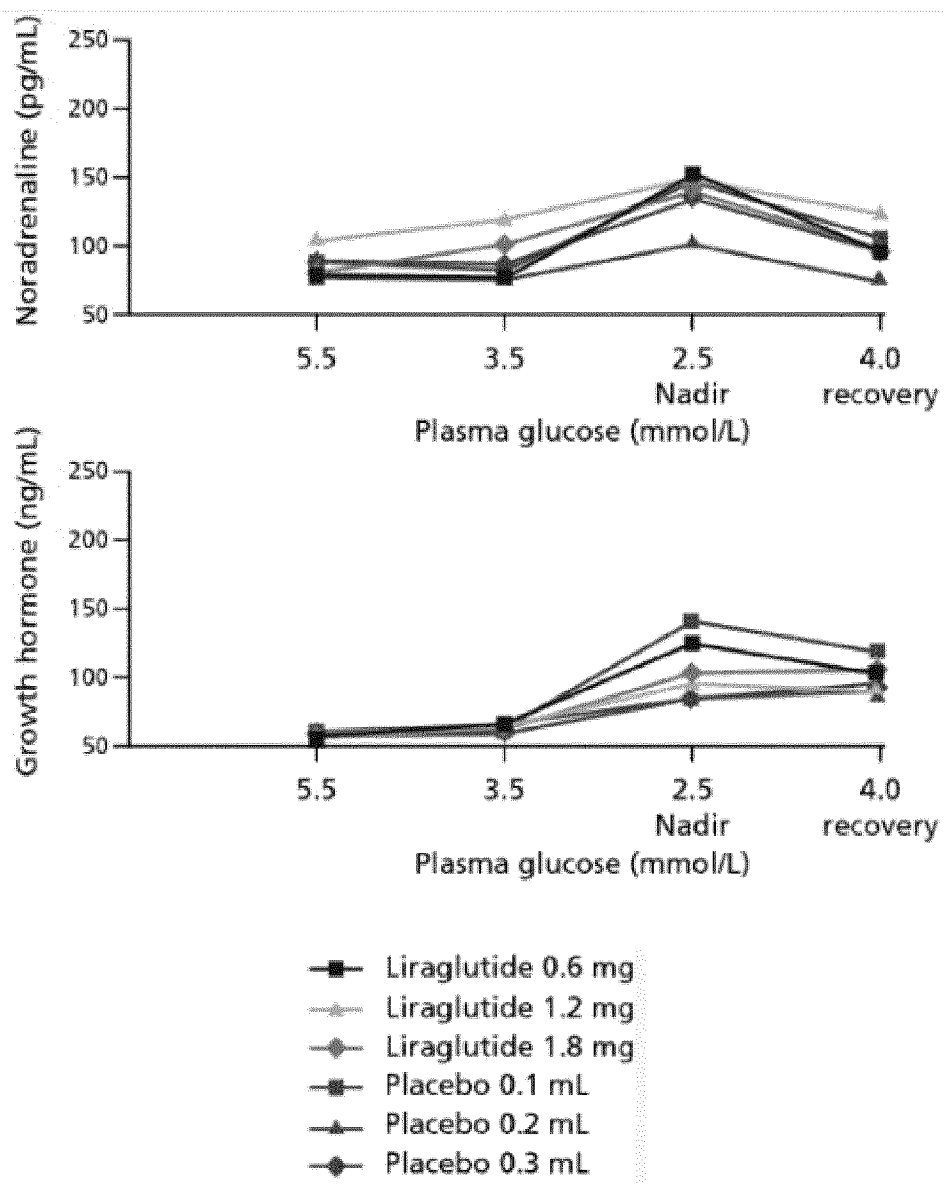 Noradrenaline (pg/mL)
250
200
150
100
50
5.5 3.5 2.5 4.0
Nadir recovery
Plasma glucose (mmol/L)
Growth hormone (ng/mL)
250
200
150
100
50
5.5 3.5 2.5 4.0
Nadir recovery
Plasma glucose (mmol/L)
Liraglutide 0.6 mg
Liraglutide 1.2 mg
Liraglutide 1.8 mg
Placebo 0.1 mL
Placebo 0.2 mL
Placebo 0.3 mL